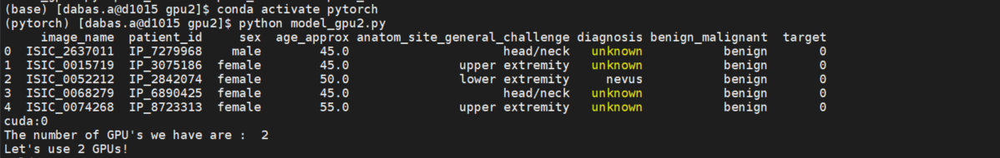 (base) [dabas.a@d1015 gpu2]$ conda activate pytorch
(pytorch) [dabas.a@d1015 gpu2]$ python model_gpu2.py
image_name patient_id sex age_approx anatom_site_general_challenge diagnosis benign_malignant target
0 ISIC_2637011 IP_7279968 male 45.0 head/neck unknown benign 0
1 ISIC_0015719 IP_3075186 female 45.0 upper extremity unknown benign 0
2 ISIC_0052212 IP_2842074 female 50.0 lower extremity nevus benign 0
3 ISIC_0068279 IP_6890425 female 45.0 head/neck unknown benign 0
4 ISIC_0074268 IP_8723313 female 55.0 upper extremity unknown benign 0
cuda:0
The number of GPU's we have are : 2
Let's use 2 GPUs!